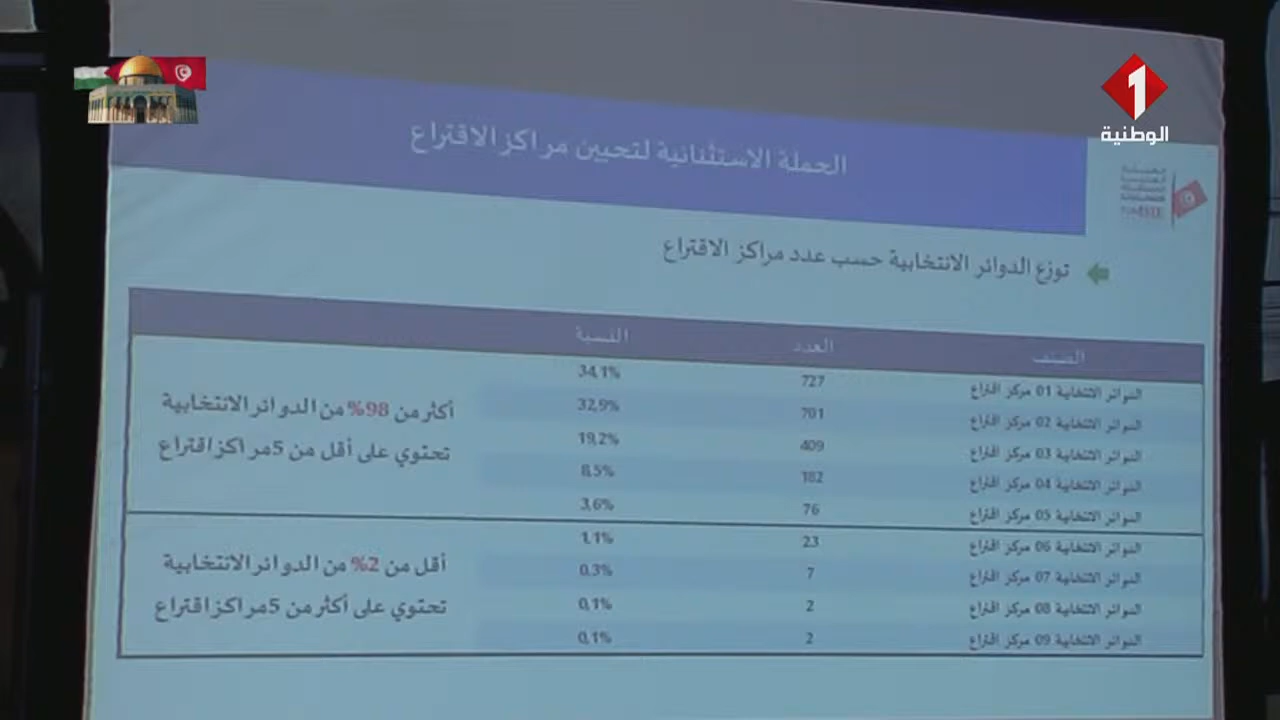 1
الوطنية
الحملة الاستثنائية لتحيين مراكز الاقتراع
توزع الدوائر الانتخابية حسب عدد مراكز الاقتراع
الصنف العدد النسبة
الدوائر الانتخابية 01 مركز اقتراع 727 34,1%
الدوائر الانتخابية 02 مركز اقتراع 701 32,9%
الدوائر الانتخابية 03 مركز اقتراع 409 19,2%
الدوائر الانتخابية 04 مركز اقتراع 182 8,5%
الدوائر الانتخابية 05 مركز اقتراع 76 3,6%
أكثر من 98% من الدوائر الانتخابية
تحتوي على أقل من 5 مراكز اقتراع
الدوائر الانتخابية 06 مركز اقتراع 23 1,1%
الدوائر الانتخابية 07 مركز اقتراع 7 0,3%
الدوائر الانتخابية 08 مركز اقتراع 2 0,1%
الدوائر الانتخابية 09 مركز اقتراع 2 0,1%
أقل من 2% من الدوائر الانتخابية
تحتوي على أكثر من 5 مراكز اقتراع